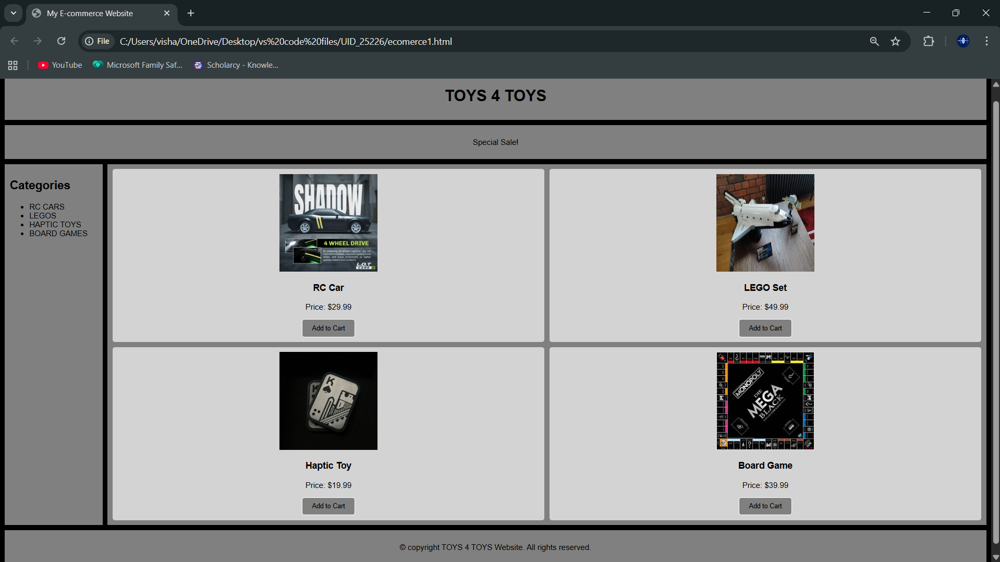 My E-commerce Website
File
C:/Users/visha/OneDrive/Desktop/vs%20code%20files/UID_25226/ecomerce1.html
YouTube
Microsoft Family Saf...
Scholarcy - Knowle...
TOYS 4 TOYS
Special Sale!
Categories
RC CARS
LEGOS
HAPTIC TOYS
BOARD GAMES
SHADOW
4 WHEEL DRIVE
L.O.T
CARS
RC Car
Price: $29.99
Add to Cart
LEGO Set
Price: $49.99
Add to Cart
K
K
Haptic Toy
Price: $19.99
Add to Cart
MONOPOLY
DIE
MEGA
BLACK
Board Game
Price: $39.99
Add to Cart
© copyright TOYS 4 TOYS Website. All rights reserved.